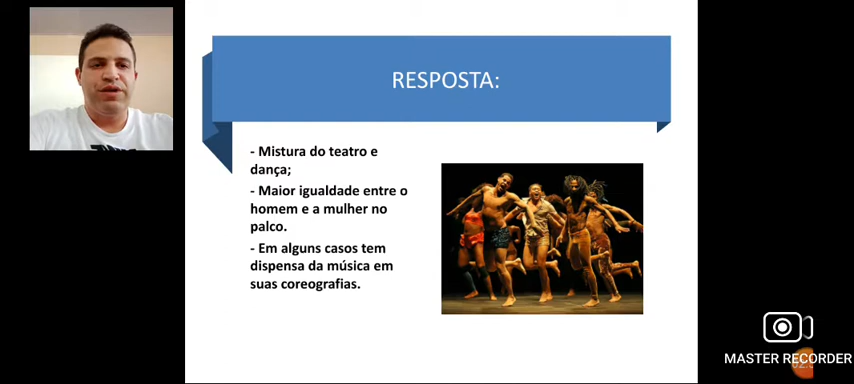 RESPOSTA:
- Mistura do teatro e
dança;
- Maior igualdade entre o
homem e a mulher no
palco.
- Em alguns casos tem
dispensa da música em
suas coreografias.
MASTER RECORDER